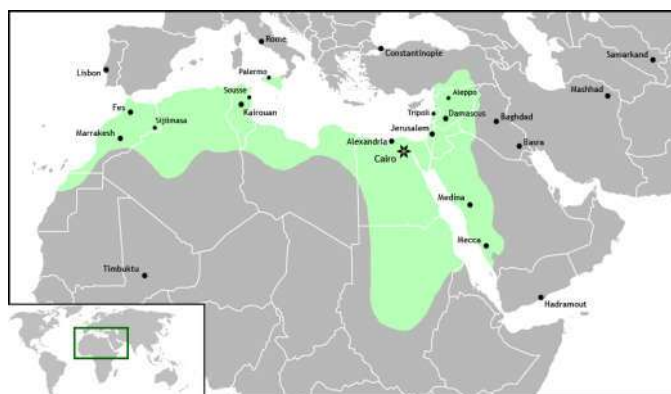 Rome
Constantinople
Samarkand
Lisbon
Palermo
Mashhad
Sousse
Aleppo
Fes
Kairouan
Tripoli
Damascus
Baghdad
Sijilmasa
Marrakesh
Jerusalem
Alexandria
Basra
Cairo
Medina
Mecca
Timbuktu
Hadramout